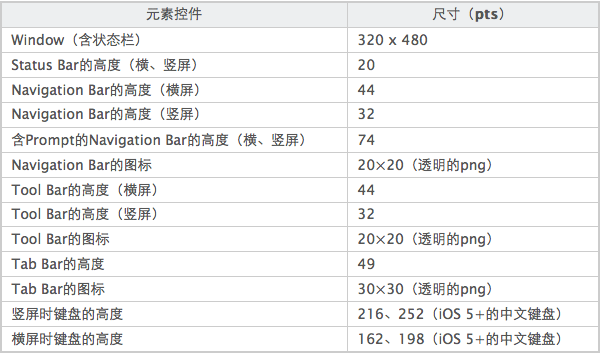 元素控件 尺寸（pts）
Window（含状态栏） 320 x 480
Status Bar的高度（横、竖屏） 20
Navigation Bar的高度（横屏） 44
Navigation Bar的高度（竖屏） 32
含Prompt的Navigation Bar的高度（横、竖屏） 74
Navigation Bar的图标 20×20（透明的png）
Tool Bar的高度（横屏） 44
Tool Bar的高度（竖屏） 32
Tool Bar的图标 20×20（透明的png）
Tab Bar的高度 49
Tab Bar的图标 30×30（透明的png）
竖屏时键盘的高度 216、252（iOS 5+的中文键盘）
横屏时键盘的高度 162、198（iOS 5+的中文键盘）